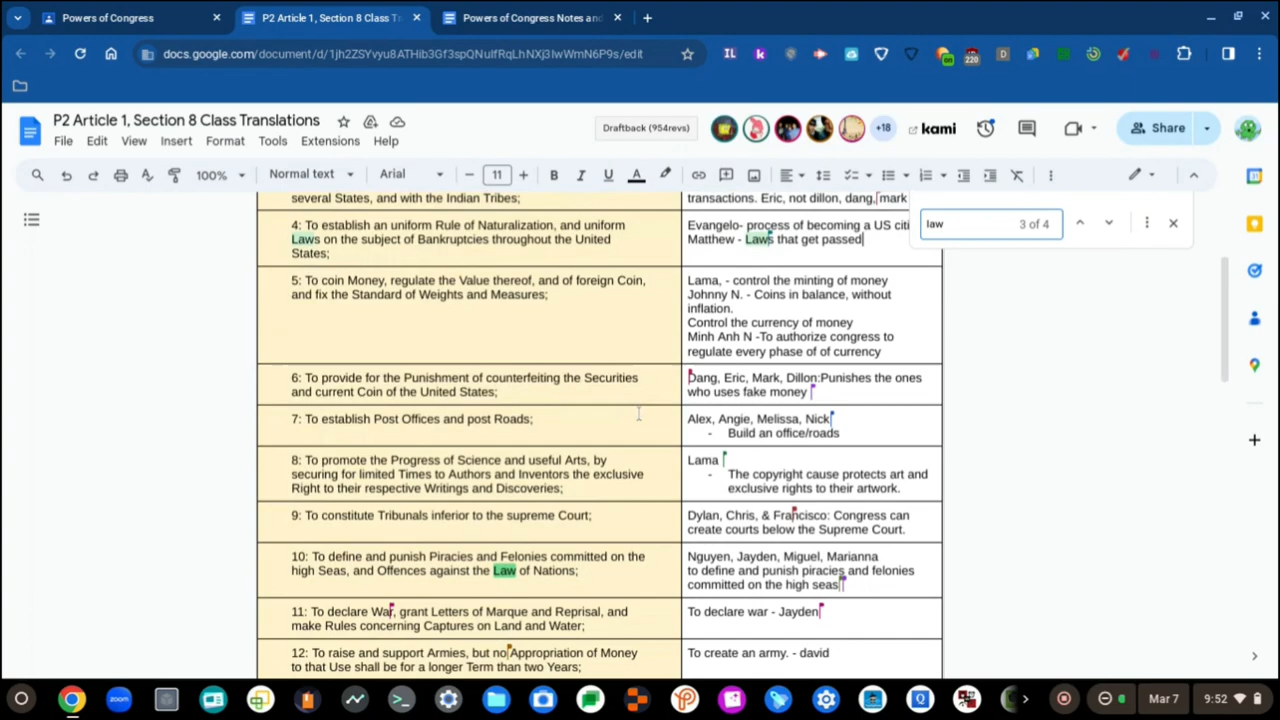 Powers of Congress
P2 Article 1, Section 8 Class Tr
Powers of Congress Notes and
docs.google.com/document/d/1jh2ZSYvyu8ATHib3Gf3spQNulfRqLhNXj3IwWmN6P9s/edit
IL
k
on
220
D
P2 Article 1, Section 8 Class Translations
Draftback (954revs)
+18
kami
Share
File Edit View Insert Format Tools Extensions Help
100% Normal text Arial 11 B I U A
several States, and with the Indian Tribes;
transactions. Eric, not dillon, dang, mark
law 3 of 4
4: To establish an uniform Rule of Naturalization, and uniform
Laws on the subject of Bankruptcies throughout the United
States;
Evangelo- process of becoming a US citi
Matthew - Laws that get passed
5: To coin Money, regulate the Value thereof, and of foreign Coin,
and fix the Standard of Weights and Measures;
Lama, - control the minting of money
Johnny N. - Coins in balance, without
inflation.
Control the currency of money
Minh Anh N -To authorize congress to
regulate every phase of of currency
6: To provide for the Punishment of counterfeiting the Securities
and current Coin of the United States;
Dang, Eric, Mark, Dillon:Punishes the ones
who uses fake money
7: To establish Post Offices and post Roads;
Alex, Angie, Melissa, Nick
- Build an office/roads
8: To promote the Progress of Science and useful Arts, by
securing for limited Times to Authors and Inventors the exclusive
Right to their respective Writings and Discoveries;
Lama
- The copyright cause protects art and
exclusive rights to their artwork.
9: To constitute Tribunals inferior to the supreme Court;
Dylan, Chris, & Francisco: Congress can
create courts below the Supreme Court.
10: To define and punish Piracies and Felonies committed on the
high Seas, and Offences against the Law of Nations;
Nguyen, Jayden, Miguel, Marianna
to define and punish piracies and felonies
committed on the high seas
11: To declare War, grant Letters of Marque and Reprisal, and
make Rules concerning Captures on Land and Water;
To declare war - Jayden
12: To raise and support Armies, but no Appropriation of Money
to that Use shall be for a longer Term than two Years;
To create an army. - david
zoom
Mar 7
9:52